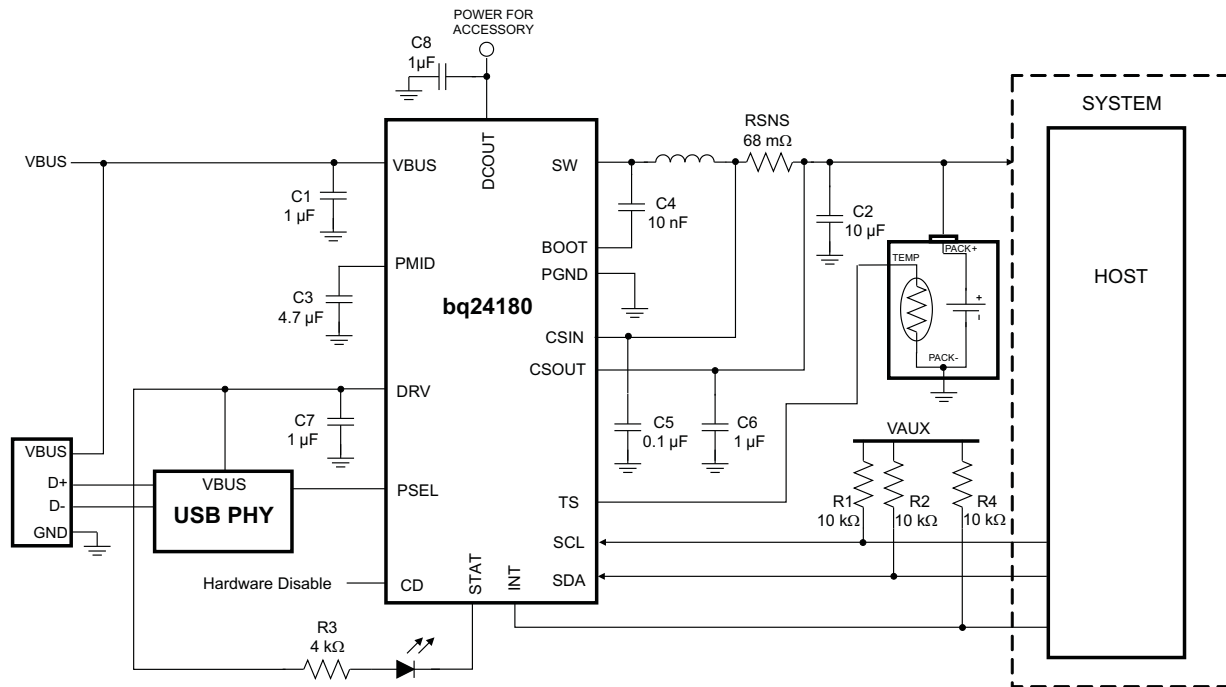 POWER FOR
ACCESSORY
C8
1µF
SYSTEM
RSNS
68 mΩ
VBUS
VBUS
DCOUT
SW
C1
1 µF
C4
10 nF
C2
10 µF
BOOT
PMID
PGND
TEMP
PACK+
+
-
HOST
C3
4.7 µF
bq24180
CSIN
CSOUT
PACK-
DRV
C7
1 µF
C5
0.1 µF
C6
1 µF
VAUX
VBUS
D+
D-
GND
VBUS
USB PHY
PSEL
TS
R1
10 kΩ
R2
10 kΩ
R4
10 kΩ
SCL
SDA
Hardware Disable
CD
STAT
INT
R3
4 kΩ